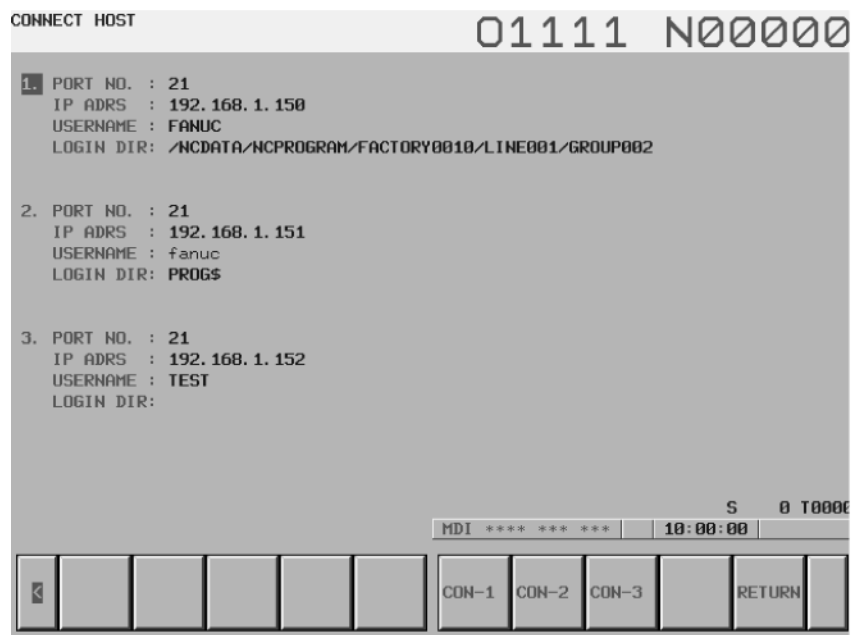 CONNECT HOST
O1111 N00000
1. PORT NO. : 21
IP ADRS : 192.168.1.150
USERNAME : FANUC
LOGIN DIR: /NCDATA/NCPROGRAM/FACTORY0010/LINE001/GROUP002
2. PORT NO. : 21
IP ADRS : 192.168.1.151
USERNAME : fanuc
LOGIN DIR: PROG$
3. PORT NO. : 21
IP ADRS : 192.168.1.152
USERNAME : TEST
LOGIN DIR:
S 0 T0000
MDI **** *** *** 10:00:00
< CON-1 CON-2 CON-3 RETURN